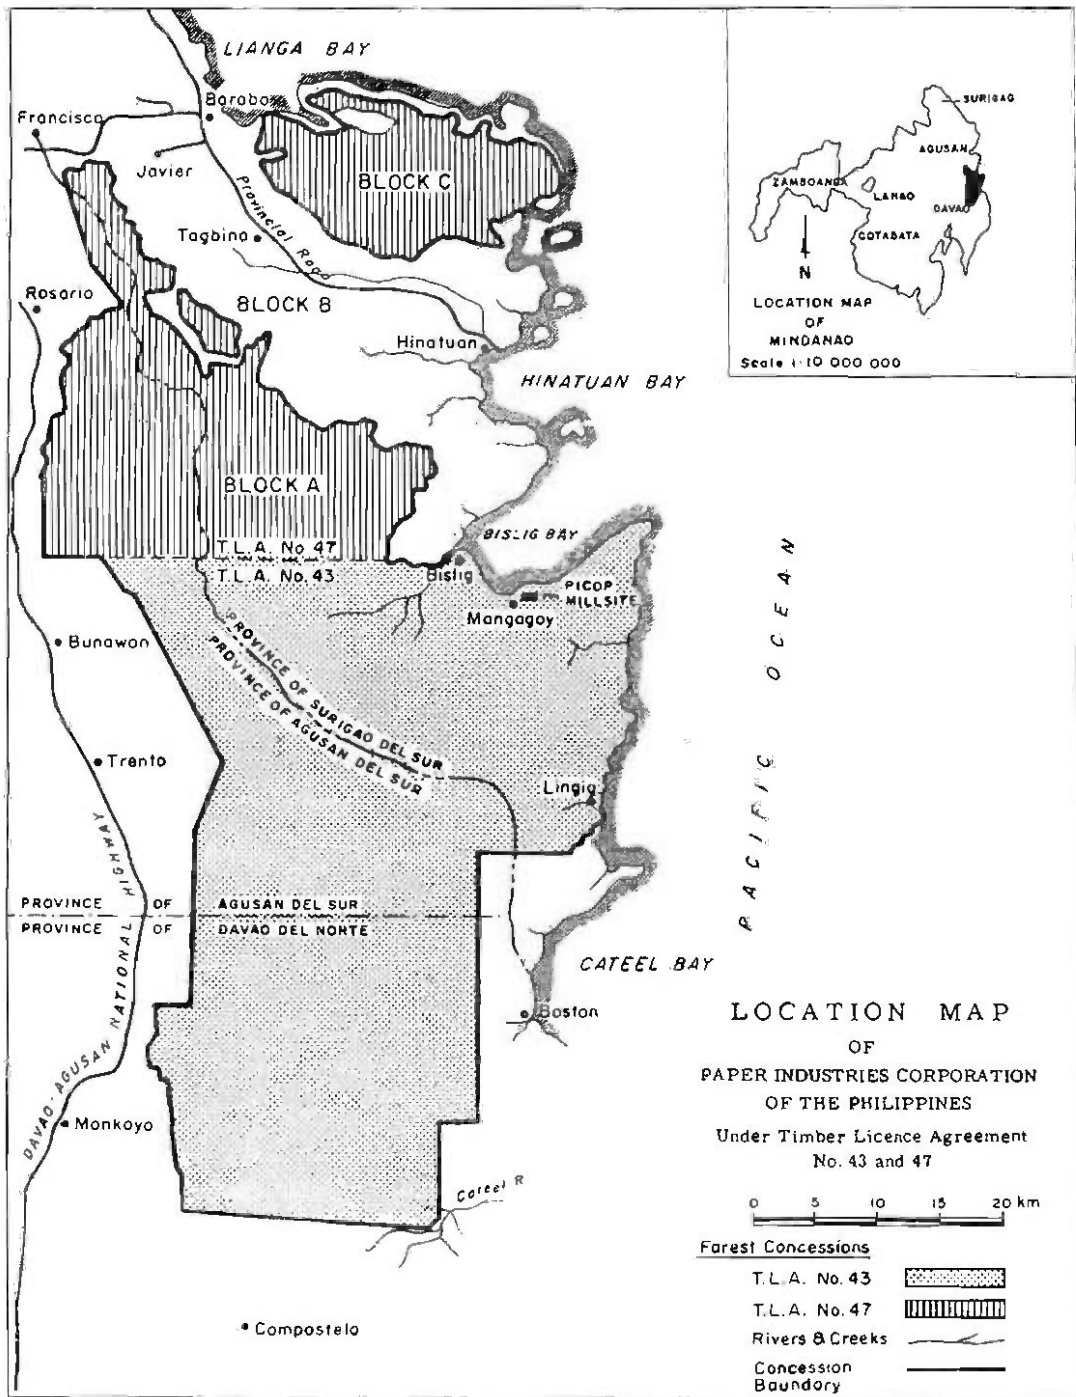 LIANGA BAY
Barobo
Francisco
Javier
BLOCK C
Provincial Road
Tagbina
Rosario
BLOCK B
Hinatuan
HINATUAN BAY
BLOCK A
T.L.A. No 47
T.L.A. No. 43
BISLIG BAY
Bislig
PICOP
MILLSITE
Mangagoy
Bunawon
PROVINCE OF SURIGAO DEL SUR
PROVINCE OF AGUSAN DEL SUR
Trento
Lingig
PACIFIC OCEAN
DAVAO-AGUSAN NATIONAL HIGHWAY
PROVINCE OF AGUSAN DEL SUR
PROVINCE OF DAVAO DEL NORTE
CATEEL BAY
Boston
Monkoyo
Cateel R
Compostela
SURIGAO
AGUSAN
ZAMBOANGA
LANAO
DAVAO
COTABATA
N
LOCATION MAP
OF
MINDANAO
Scale 1:10 000 000
LOCATION MAP
OF
PAPER INDUSTRIES CORPORATION
OF THE PHILIPPINES
Under Timber Licence Agreement
No. 43 and 47
0 5 10 15 20 km
Forest Concessions
T.L.A. No. 43
T.L.A. No. 47
Rivers & Creeks
Concession
Boundary